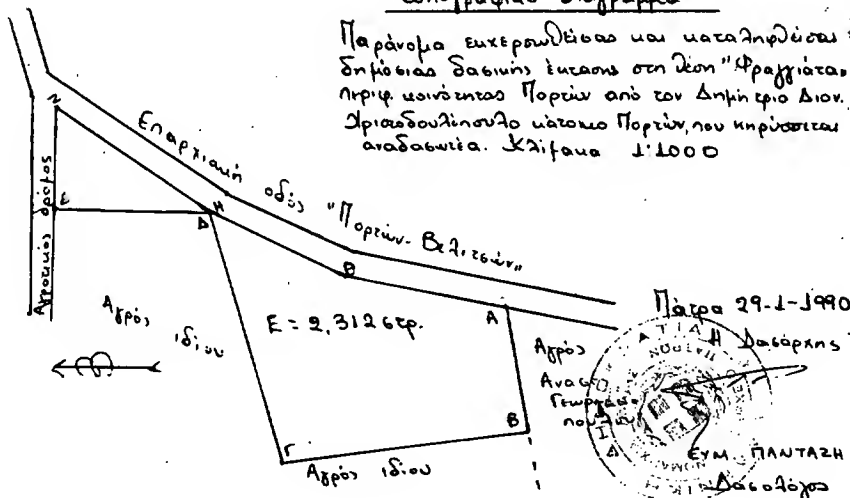 Παράνομα εκχερσωθείσας και καταληφθείσας
δημόσιας δασικής έκτασης στη θέση "Φραγγιάτα"
περιφ. κοινότητας Πορτών από τον Δημήτριο Διον.
Χριστοδουλόπουλο κάτοικο Πορτών, που κηρύσσεται
αναδασωτέα. Κλίμακα 1:1000
Επαρχιακή οδός "Πορτών-Βελιτσών"
Αγροτικός δρόμος
Ζ
Ε
Δ
Η
Θ
Α
Αγρός ιδίου
Ε = 2,312 στρ.
Αγρός
Β
Γ
Αγρός ιδίου
Πάτρα 29-1-1990
Η Δασάρχης
ΕΥΜ. ΠΑΝΤΑΖΗ
Δασολόγος